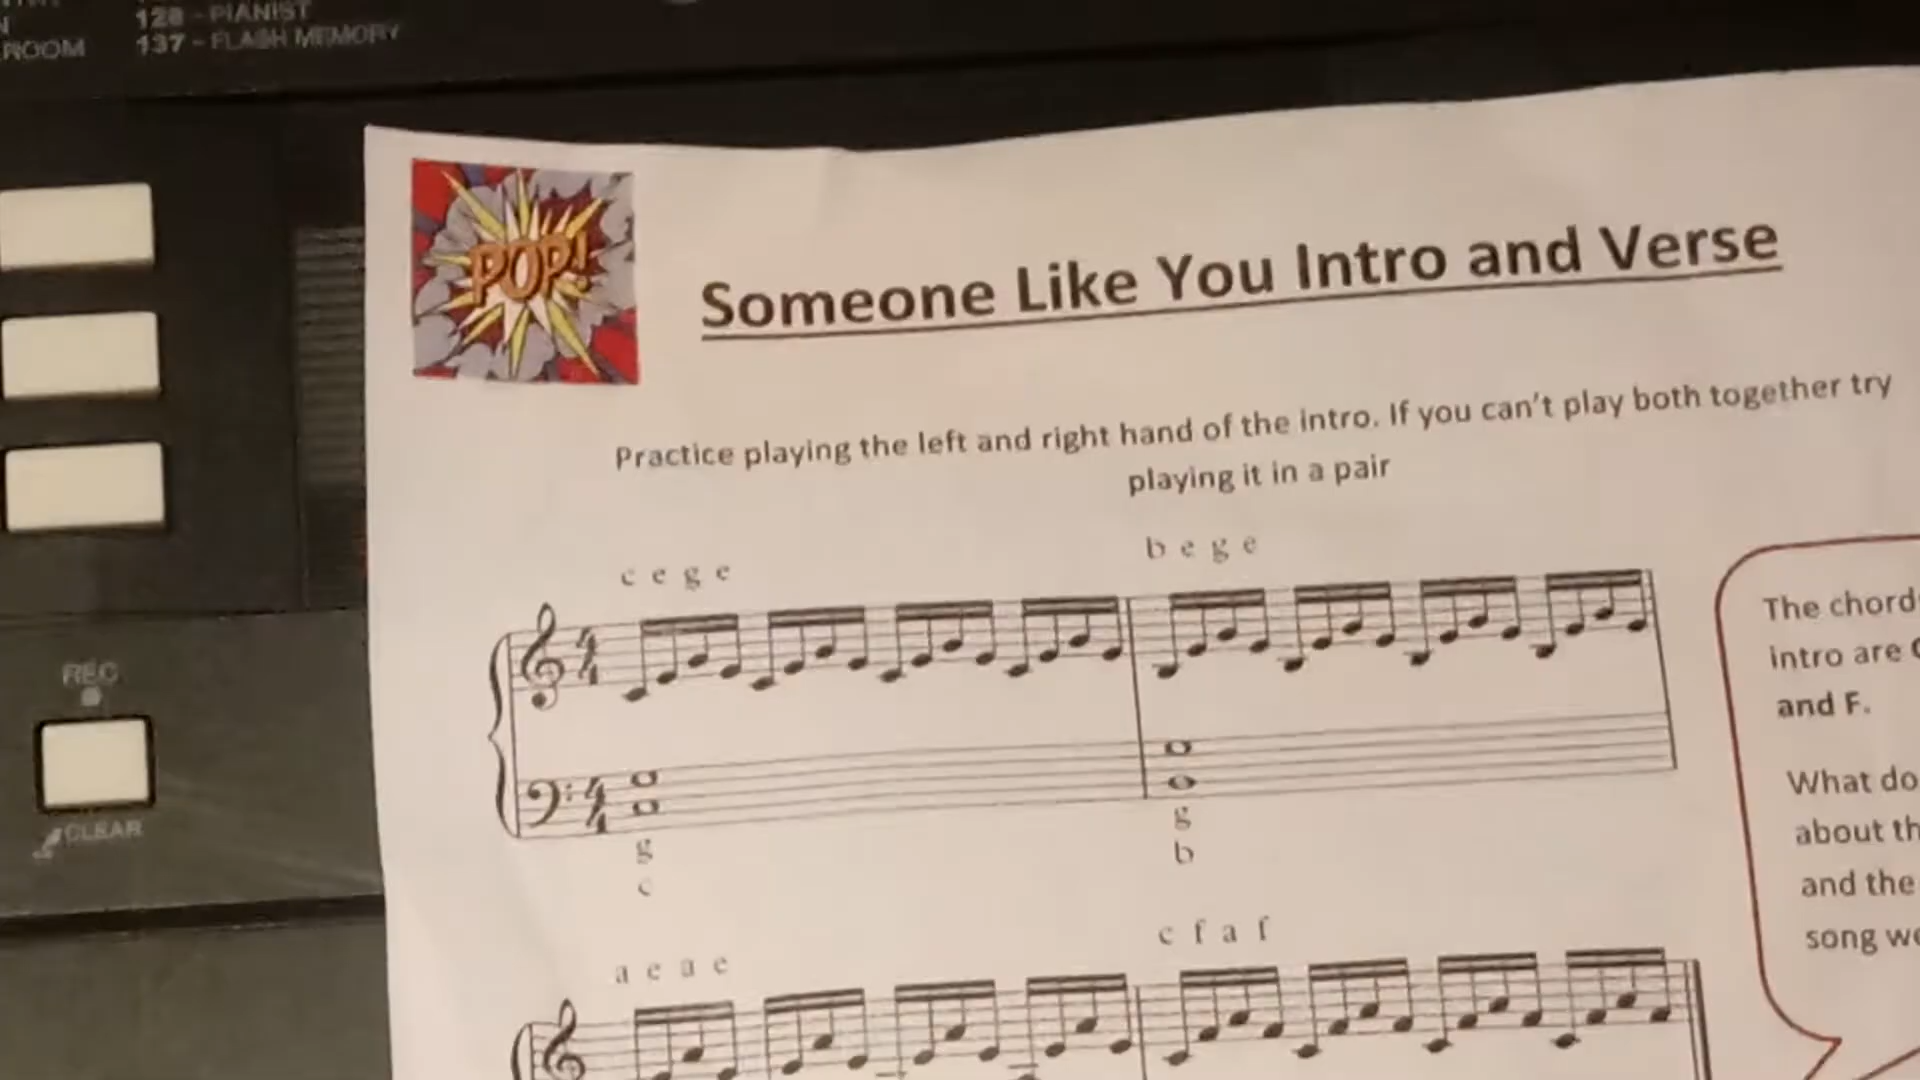 128 - PIANIST
ROOM
137 - FLASH MEMORY
POP!
Someone Like You Intro and Verse
Practice playing the left and right hand of the intro. If you can't play both together try
playing it in a pair
c e g e
b e g e
The chord
intro are
and F.
REC
CLEAR
g
c
g
b
What do
about th
and the
song we
a e a e
c f a f